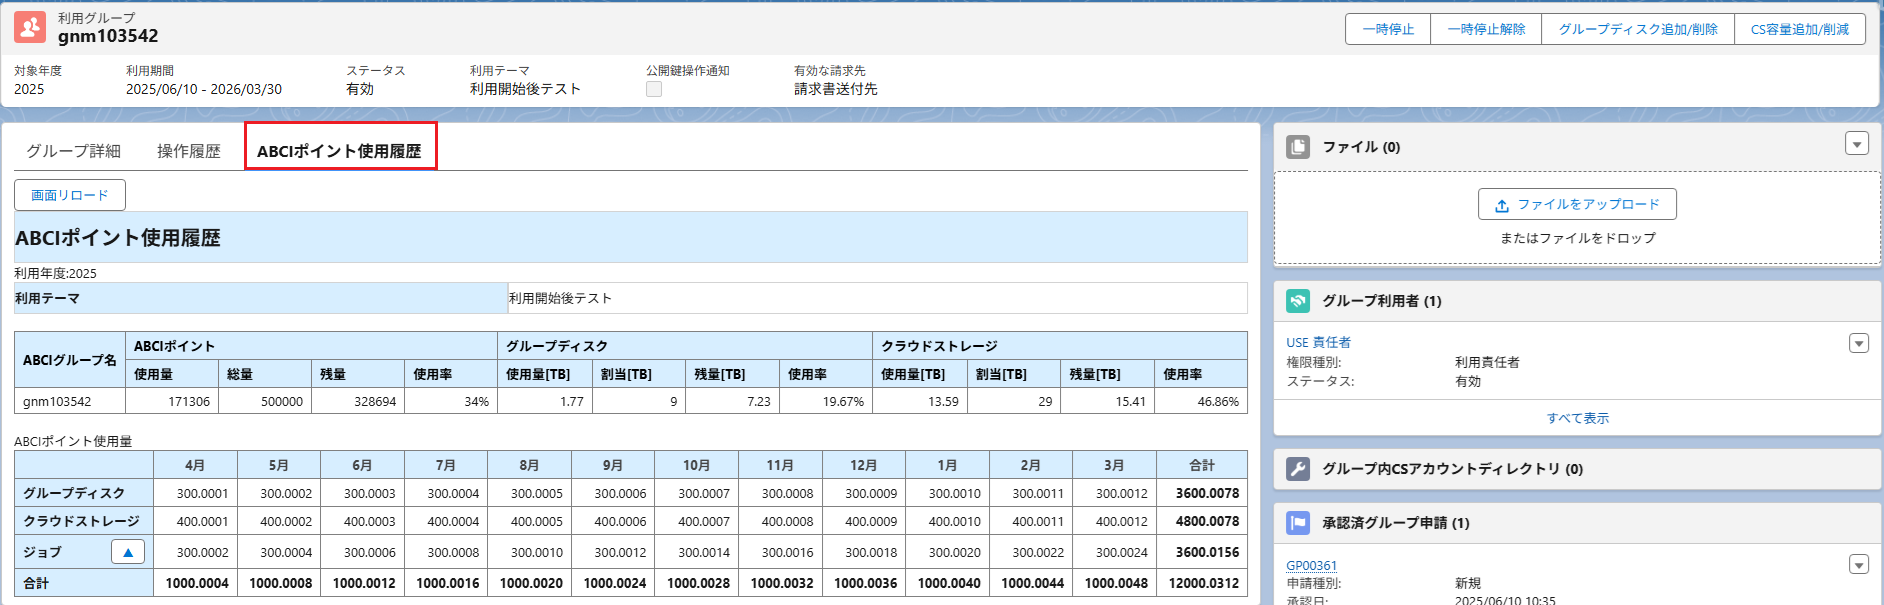 利用グループ
gnm103542
一時停止 一時停止解除 グループディスク追加/削除 CS容量追加/削減
対象年度 利用期間 ステータス 利用テーマ 公開鍵操作通知 有効な請求先
2025 2025/06/10 - 2026/03/30 有効 利用開始後テスト 請求書送付先
グループ詳細 操作履歴 ABCIポイント使用履歴
画面リロード
ABCIポイント使用履歴
利用年度:2025
利用テーマ 利用開始後テスト
ABCIグループ名 ABCIポイント グループディスク クラウドストレージ
使用量 総量 残量 使用率 使用量[TB] 割当[TB] 残量[TB] 使用率 使用量[TB] 割当[TB] 残量[TB] 使用率
gnm103542 171306 500000 328694 34% 1.77 9 7.23 19.67% 13.59 29 15.41 46.86%
ABCIポイント使用量
4月 5月 6月 7月 8月 9月 10月 11月 12月 1月 2月 3月 合計
グループディスク 300.0001 300.0002 300.0003 300.0004 300.0005 300.0006 300.0007 300.0008 300.0009 300.0010 300.0011 300.0012 3600.0078
クラウドストレージ 400.0001 400.0002 400.0003 400.0004 400.0005 400.0006 400.0007 400.0008 400.0009 400.0010 400.0011 400.0012 4800.0078
ジョブ ▲ 300.0002 300.0004 300.0006 300.0008 300.0010 300.0012 300.0014 300.0016 300.0018 300.0020 300.0022 300.0024 3600.0156
合計 1000.0004 1000.0008 1000.0012 1000.0016 1000.0020 1000.0024 1000.0028 1000.0032 1000.0036 1000.0040 1000.0044 1000.0048 12000.0312
ファイル (0)
ファイルをアップロード
またはファイルをドロップ
グループ利用者 (1)
USE 責任者
権限種別: 利用責任者
ステータス: 有効
すべて表示
グループ内CSアカウントディレクトリ (0)
承認済グループ申請 (1)
GP00361
申請種別: 新規
承認日: 2025/06/10 10:35